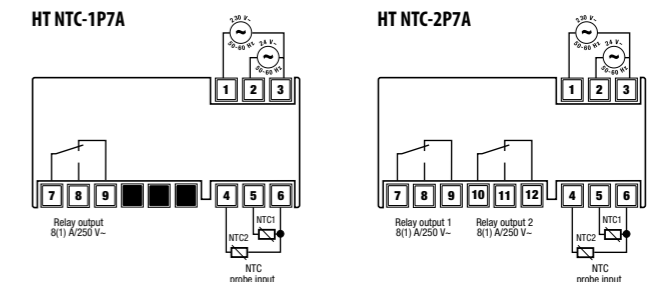 HT NTC-1P7A
230 V~
50-60 Hz
24 V~
50-60 Hz
1 2 3
7 8 9
4 5 6
Relay output
8(1) A/250 V~
NTC1
NTC2
NTC
probe input
HT NTC-2P7A
230 V~
50-60 Hz
24 V~
50-60 Hz
1 2 3
7 8 9 10 11 12
4 5 6
Relay output 1
8(1) A/250 V~
Relay output 2
8(1) A/250 V~
NTC1
NTC2
NTC
probe input